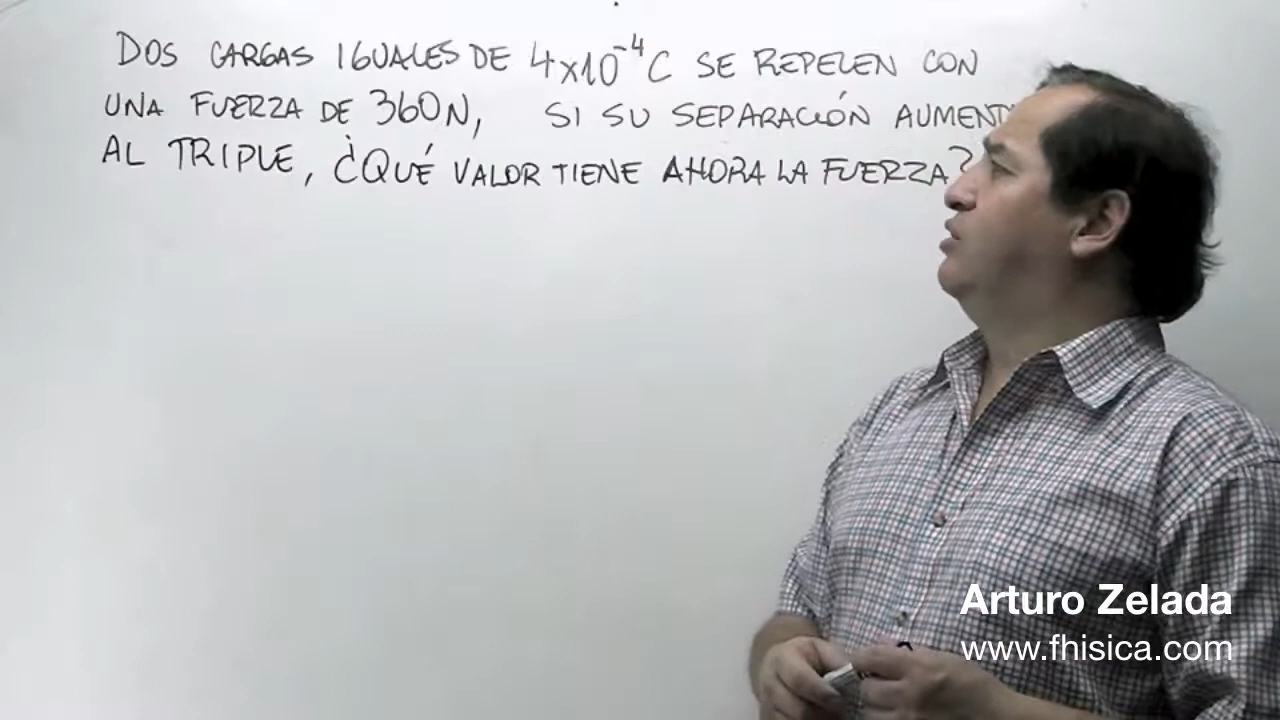 DOS CARGAS IGUALES DE 4x10⁻⁴C SE REPELEN CON
UNA FUERZA DE 360N, SI SU SEPARACIÓN
AL TRIPLE, ¿QUÉ VALOR TIENE AHORA LA FUERZA?
Arturo Zelada
www.fhisica.com